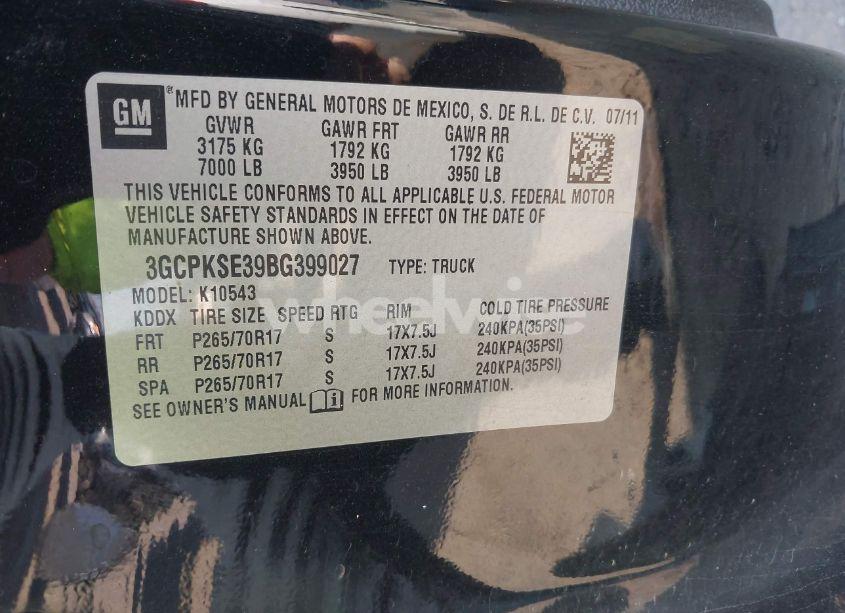 GM ® MFD BY GENERAL MOTORS DE MEXICO, S. DE R.L. DE C.V. 07/11
GVWR GAWR FRT GAWR RR
3175 KG 1792 KG 1792 KG
7000 LB 3950 LB 3950 LB
THIS VEHICLE CONFORMS TO ALL APPLICABLE U.S. FEDERAL MOTOR
VEHICLE SAFETY STANDARDS IN EFFECT ON THE DATE OF
MANUFACTURE SHOWN ABOVE.
3GCPKSE39BG399027 TYPE: TRUCK
MODEL: K10543
KDDX TIRE SIZE SPEED RTG RIM COLD TIRE PRESSURE
FRT P265/70R17 S 17X7.5J 240KPA(35PSI)
RR P265/70R17 S 17X7.5J 240KPA(35PSI)
SPA P265/70R17 S 17X7.5J 240KPA(35PSI)
SEE OWNER'S MANUAL FOR MORE INFORMATION.